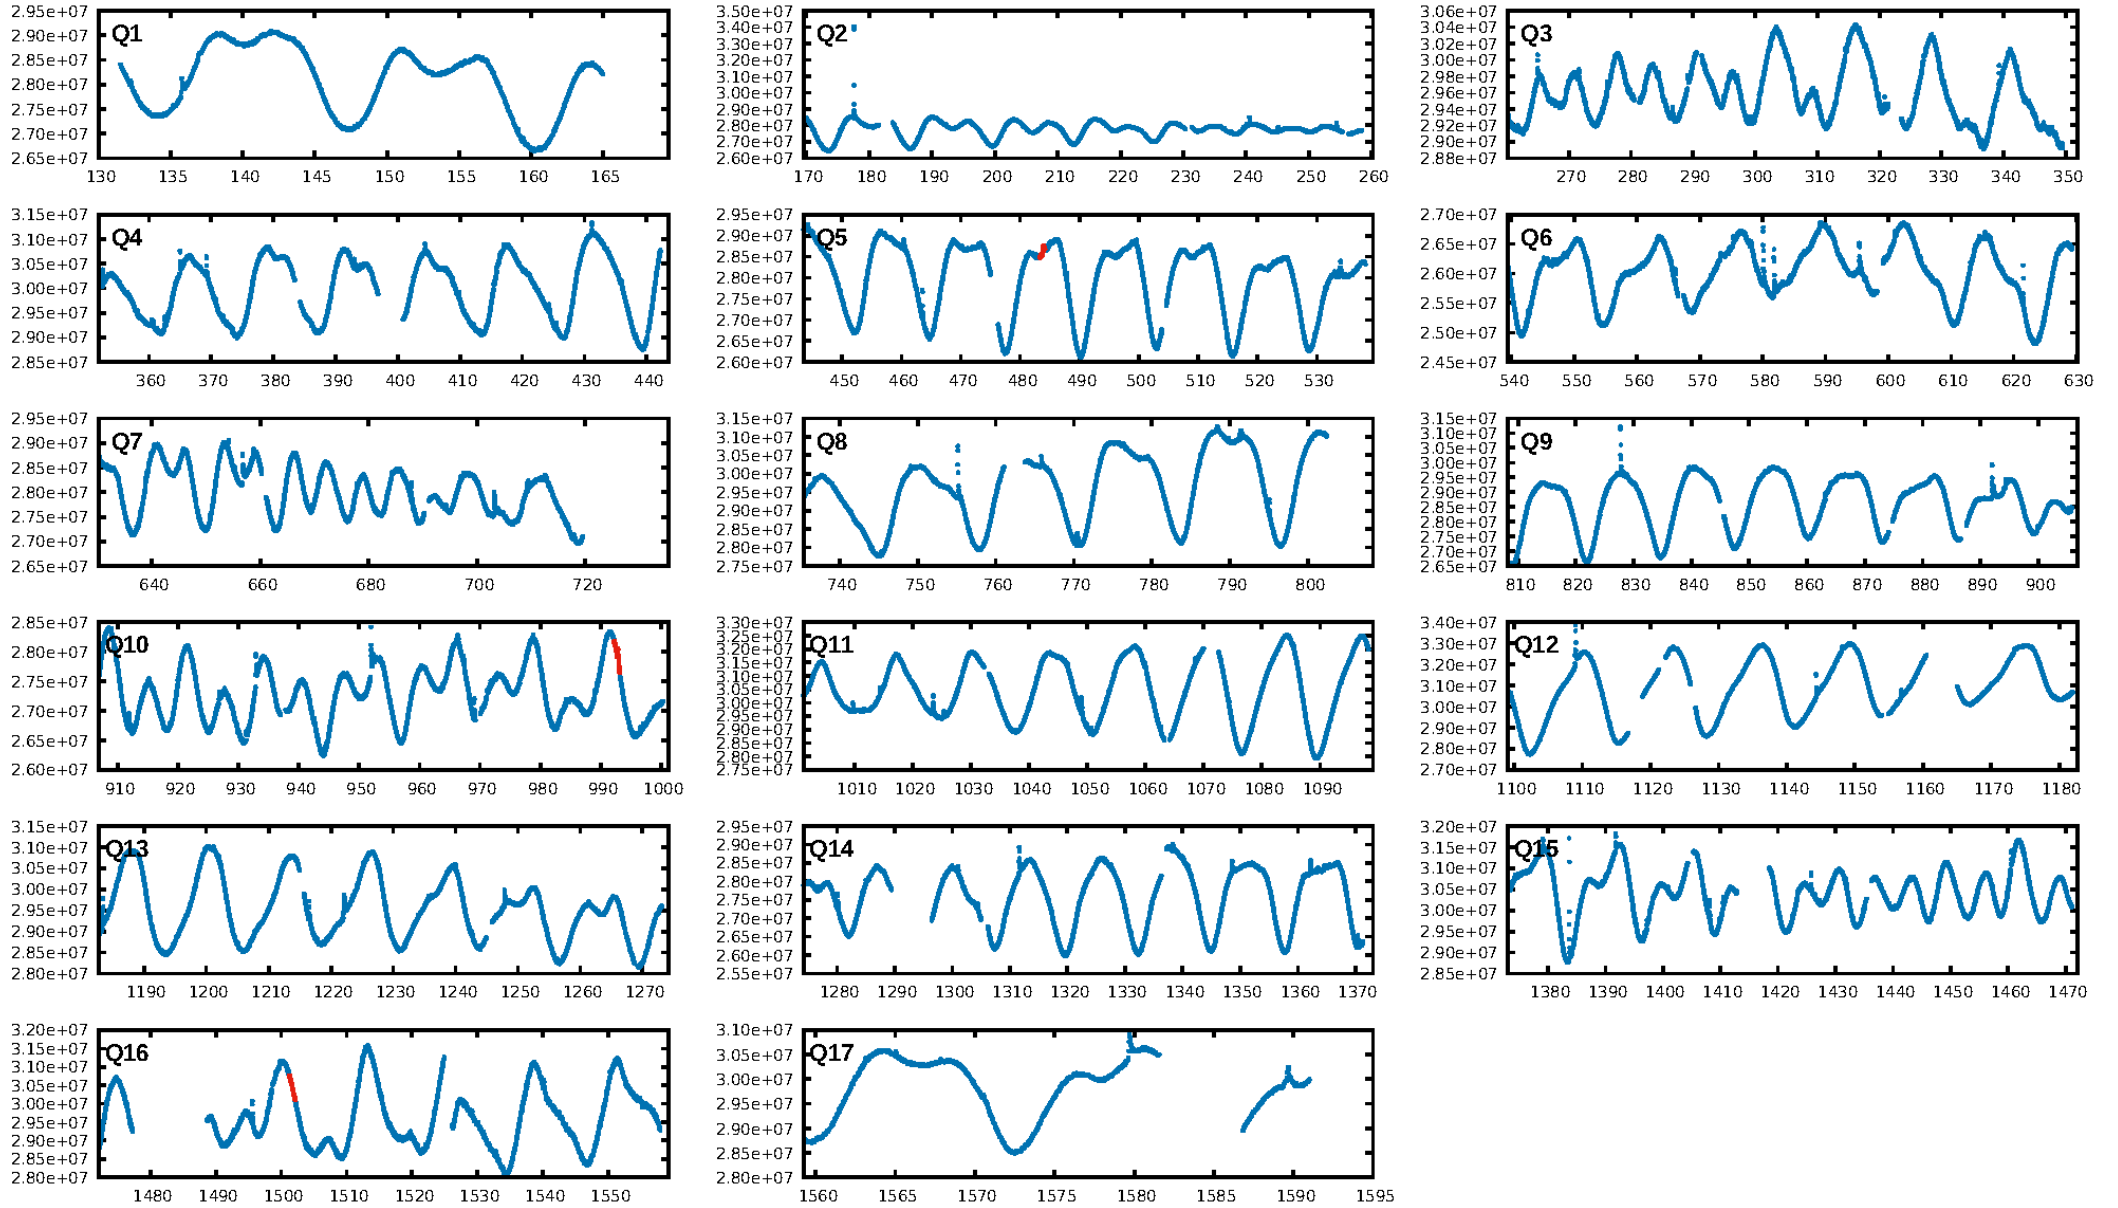 Q1
2.95e+07
2.90e+07
2.85e+07
2.80e+07
2.75e+07
2.70e+07
2.65e+07
130 135 140 145 150 155 160 165
Q2
3.50e+07
3.40e+07
3.30e+07
3.20e+07
3.10e+07
3.00e+07
2.90e+07
2.80e+07
2.70e+07
2.60e+07
170 180 190 200 210 220 230 240 250 260
Q3
3.06e+07
3.04e+07
3.02e+07
3.00e+07
2.98e+07
2.96e+07
2.94e+07
2.92e+07
2.90e+07
2.88e+07
270 280 290 300 310 320 330 340 350
Q4
3.15e+07
3.10e+07
3.05e+07
3.00e+07
2.95e+07
2.90e+07
2.85e+07
360 370 380 390 400 410 420 430 440
Q5
2.95e+07
2.90e+07
2.85e+07
2.80e+07
2.75e+07
2.70e+07
2.65e+07
2.60e+07
450 460 470 480 490 500 510 520 530
Q6
2.70e+07
2.65e+07
2.60e+07
2.55e+07
2.50e+07
2.45e+07
540 550 560 570 580 590 600 610 620 630
Q7
2.95e+07
2.90e+07
2.85e+07
2.80e+07
2.75e+07
2.70e+07
2.65e+07
640 660 680 700 720
Q8
3.15e+07
3.10e+07
3.05e+07
3.00e+07
2.95e+07
2.90e+07
2.85e+07
2.80e+07
2.75e+07
740 750 760 770 780 790 800
Q9
3.15e+07
3.10e+07
3.05e+07
3.00e+07
2.95e+07
2.90e+07
2.85e+07
2.80e+07
2.75e+07
2.70e+07
2.65e+07
810 820 830 840 850 860 870 880 890 900
Q10
2.85e+07
2.80e+07
2.75e+07
2.70e+07
2.65e+07
2.60e+07
910 920 930 940 950 960 970 980 990 1000
Q11
3.30e+07
3.25e+07
3.20e+07
3.15e+07
3.10e+07
3.05e+07
3.00e+07
2.95e+07
2.90e+07
2.85e+07
2.80e+07
2.75e+07
1010 1020 1030 1040 1050 1060 1070 1080 1090
Q12
3.40e+07
3.30e+07
3.20e+07
3.10e+07
3.00e+07
2.90e+07
2.80e+07
2.70e+07
1100 1110 1120 1130 1140 1150 1160 1170 1180
Q13
3.15e+07
3.10e+07
3.05e+07
3.00e+07
2.95e+07
2.90e+07
2.85e+07
2.80e+07
1190 1200 1210 1220 1230 1240 1250 1260 1270
Q14
2.95e+07
2.90e+07
2.85e+07
2.80e+07
2.75e+07
2.70e+07
2.65e+07
2.60e+07
2.55e+07
1280 1290 1300 1310 1320 1330 1340 1350 1360 1370
Q15
3.20e+07
3.15e+07
3.10e+07
3.05e+07
3.00e+07
2.95e+07
2.90e+07
2.85e+07
1380 1390 1400 1410 1420 1430 1440 1450 1460 1470
Q16
3.20e+07
3.15e+07
3.10e+07
3.05e+07
3.00e+07
2.95e+07
2.90e+07
2.85e+07
2.80e+07
1480 1490 1500 1510 1520 1530 1540 1550
Q17
3.10e+07
3.05e+07
3.00e+07
2.95e+07
2.90e+07
2.85e+07
2.80e+07
1560 1565 1570 1575 1580 1585 1590 1595